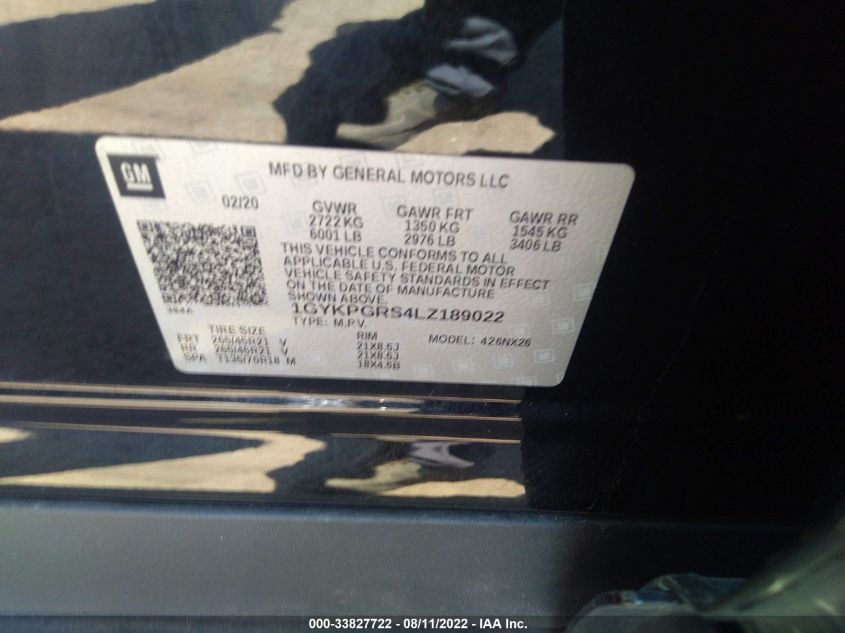 GM
MFD BY GENERAL MOTORS LLC
02/20
GVWR GAWR FRT GAWR RR
2722 KG 1350 KG 1545 KG
6001 LB 2976 LB 3406 LB
THIS VEHICLE CONFORMS TO ALL
APPLICABLE U.S. FEDERAL MOTOR
VEHICLE SAFETY STANDARDS IN EFFECT
ON THE DATE OF MANUFACTURE
SHOWN ABOVE.
1GYKPGRS4LZ189022
TYPE: M.P.V.
TIRE SIZE RIM MODEL: 426NX26
FRT 265/45R21 V 21X8.5J
RR 265/45R21 V 21X8.5J
SPA T135/70R18 M 18X4.5B
000-33827722 - 08/11/2022 - IAA Inc.